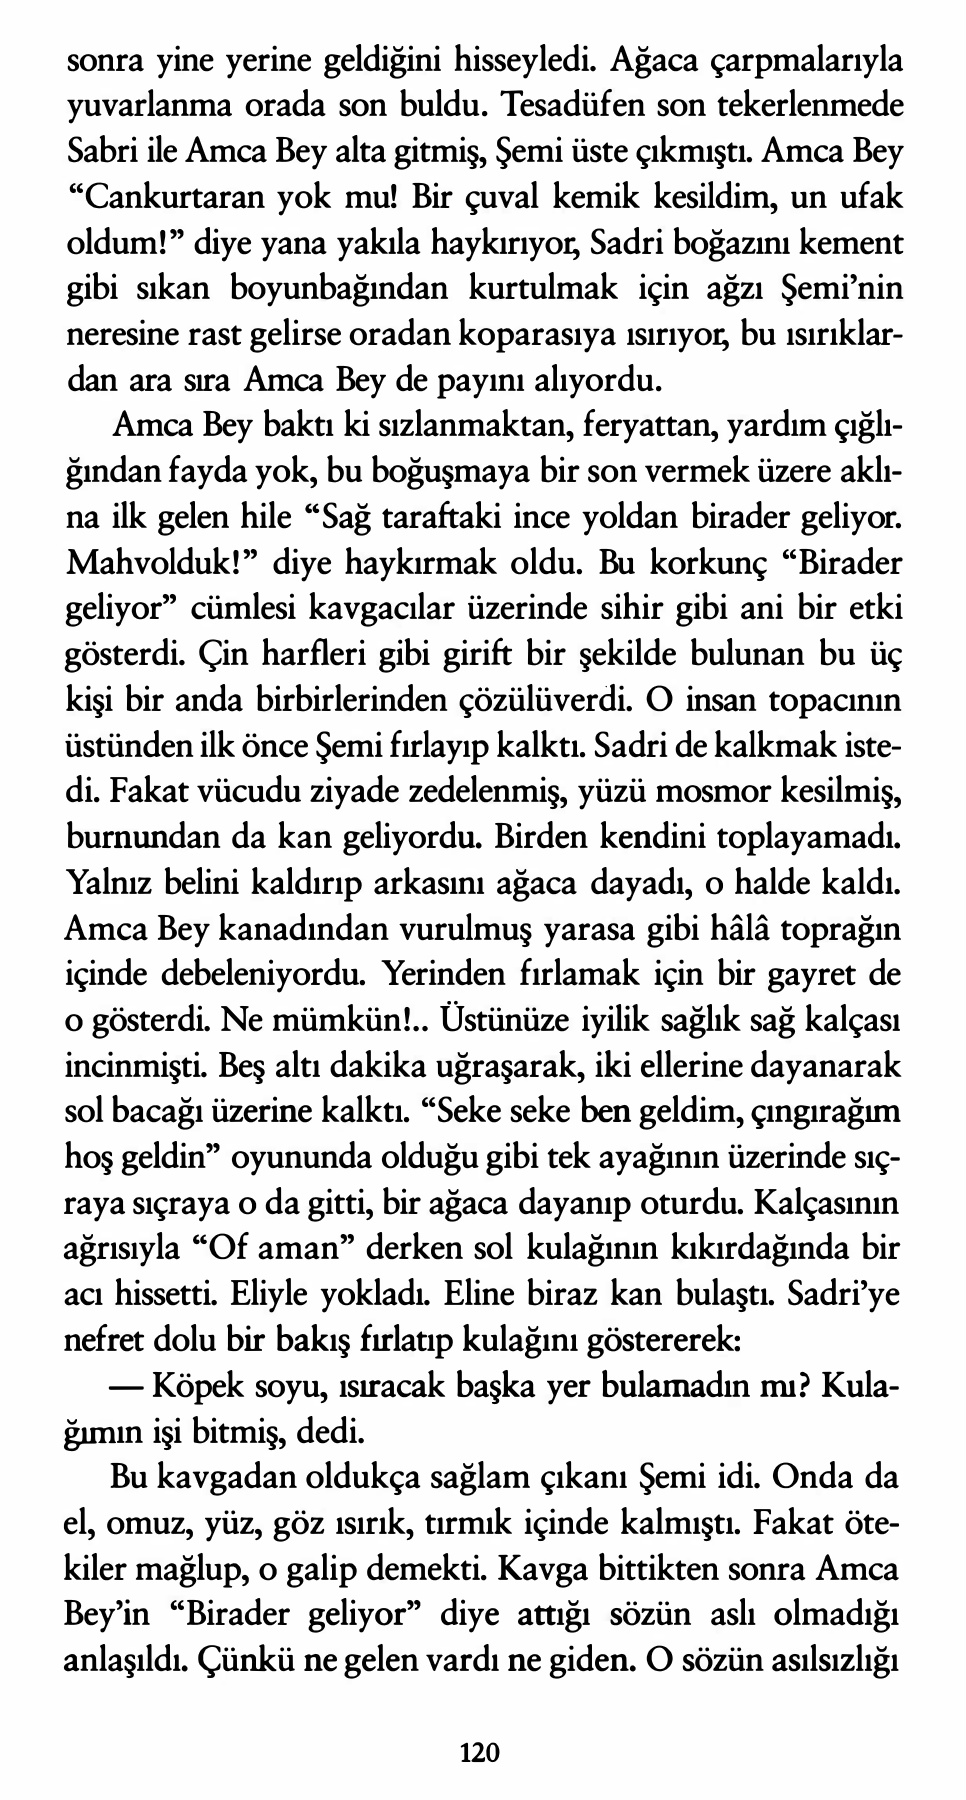 sonra yine yerine geldiğini hisseyledi. Ağaca çarpmalarıyla
yuvarlanma orada son buldu. Tesadüfen son tekerlenmede
Sabri ile Amca Bey alta gitmiş, Şemi üste çıkmıştı. Amca Bey
“Cankurtaran yok mu! Bir çuval kemik kesildim, un ufak
oldum!” diye yana yakıla haykırıyor, Sadri boğazını kement
gibi sıkan boyunbağından kurtulmak için ağzı Şemi’nin
neresine rast gelirse oradan koparasıya ısırıyor, bu ısırıklar-
dan ara sıra Amca Bey de payını alıyordu.
Amca Bey baktı ki sızlanmaktan, feryattan, yardım çığlı-
ğından fayda yok, bu boğuşmaya bir son vermek üzere aklı-
na ilk gelen hile “Sağ taraftaki ince yoldan birader geliyor.
Mahvolduk!” diye haykırmak oldu. Bu korkunç “Birader
geliyor” cümlesi kavgacılar üzerinde sihir gibi ani bir etki
gösterdi. Çin harfleri gibi girift bir şekilde bulunan bu üç
kişi bir anda birbirlerinden çözülüverdi. O insan topacının
üstünden ilk önce Şemi fırlayıp kalktı. Sadri de kalkmak iste-
di. Fakat vücudu ziyade zedelenmiş, yüzü mosmor kesilmiş,
burnundan da kan geliyordu. Birden kendini toplayamadı.
Yalnız belini kaldırıp arkasını ağaca dayadı, o halde kaldı.
Amca Bey kanadından vurulmuş yarasa gibi hâlâ toprağın
içinde debeleniyordu. Yerinden fırlamak için bir gayret de
o gösterdi. Ne mümkün!.. Üstünüze iyilik sağlık sağ kalçası
incinmişti. Beş altı dakika uğraşarak, iki ellerine dayanarak
sol bacağı üzerine kalktı. “Seke seke ben geldim, çıngırağım
hoş geldin” oyununda olduğu gibi tek ayağının üzerinde sıç-
raya sıçraya o da gitti, bir ağaca dayanıp oturdu. Kalçasının
ağrısıyla “Of aman” derken sol kulağının kıkırdağında bir
acı hissetti. Eliyle yokladı. Eline biraz kan bulaştı. Sadri’ye
nefret dolu bir bakış fırlatıp kulağını göstererek:
— Köpek soyu, ısıracak başka yer bulamadın mı? Kula-
ğımın işi bitmiş, dedi.
Bu kavgadan oldukça sağlam çıkanı Şemi idi. Onda da
el, omuz, yüz, göz ısırık, tırmık içinde kalmıştı. Fakat öte-
kiler mağlup, o galip demekti. Kavga bittikten sonra Amca
Bey’in “Birader geliyor” diye attığı sözün aslı olmadığı
anlaşıldı. Çünkü ne gelen vardı ne giden. O sözün asılsızlığı
120